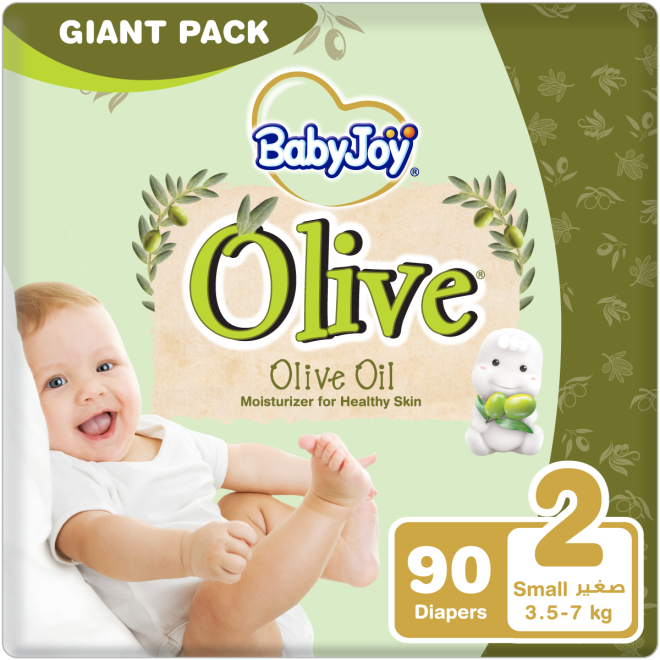 GIANT PACK
BabyJoy®
Olive®
Olive Oil
Moisturizer for Healthy Skin
90
Diapers
2
Small صغير
3.5-7 kg